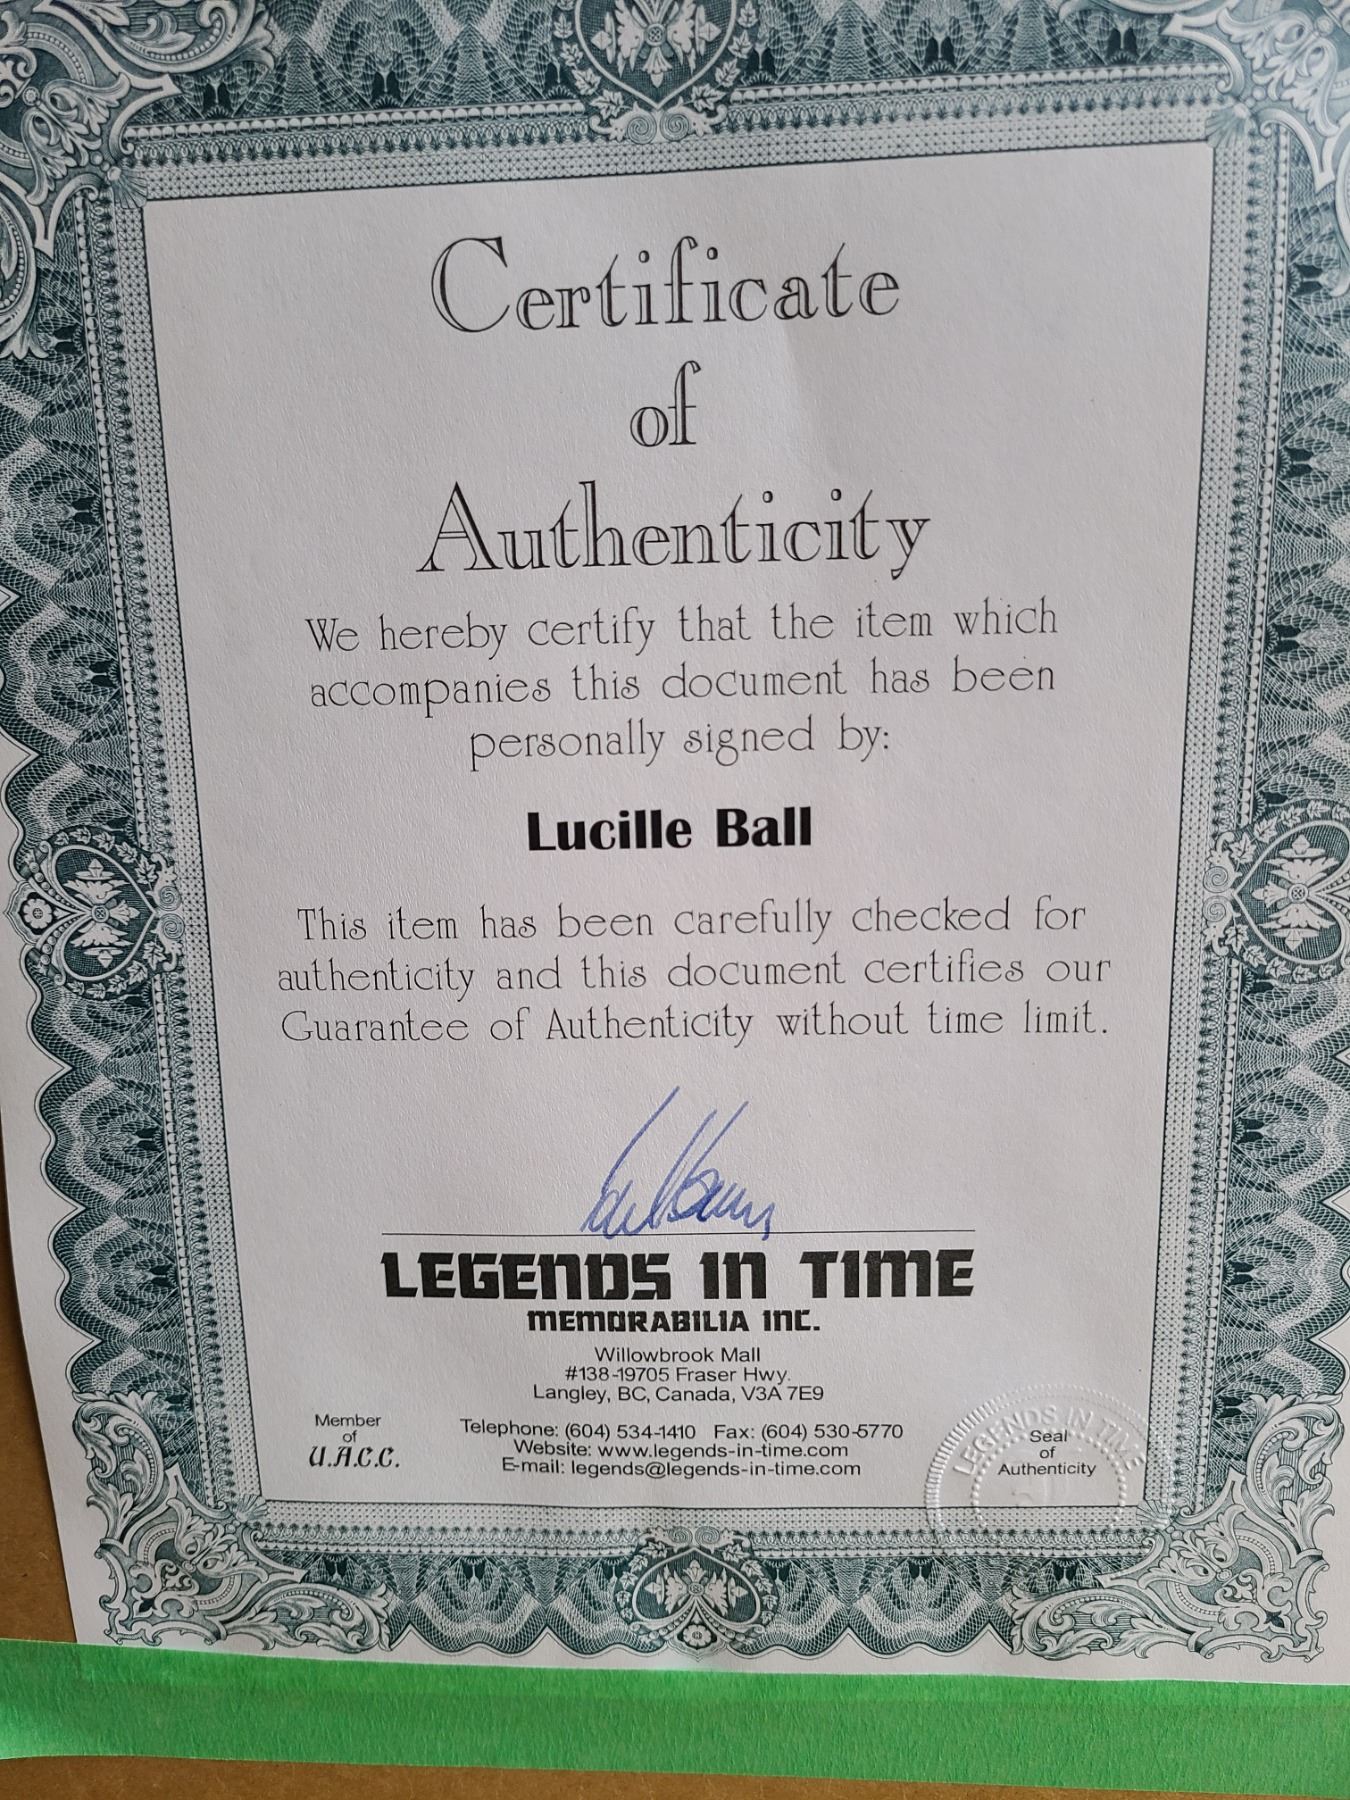 Certificate
of
Authenticity
We hereby certify that the item which
accompanies this document has been
personally signed by:
Lucille Ball
This item has been carefully checked for
authenticity and this document certifies our
Guarantee of Authenticity without time limit.
LEGENDS IN TIME
MEMORABILIA INC.
Willowbrook Mall
#138-19705 Fraser Hwy.
Langley, BC, Canada, V3A 7E9
Member
of
U.A.C.C.
Telephone: (604) 534-1410 Fax: (604) 530-5770
Website: www.legends-in-time.com
E-mail: legends@legends-in-time.com
LEGENDS IN TIME
Seal
of
Authenticity